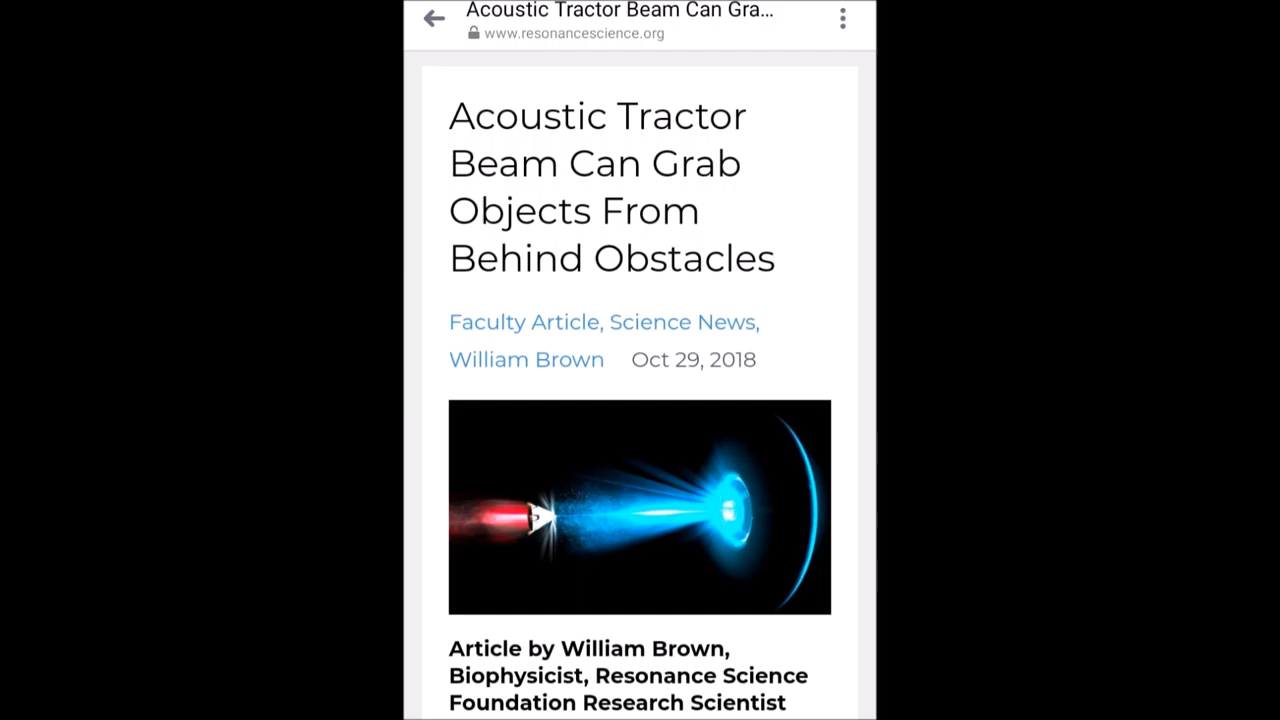 Acoustic Tractor Beam Can Gra...
www.resonancescience.org
Acoustic Tractor
Beam Can Grab
Objects From
Behind Obstacles
Faculty Article, Science News,
William Brown Oct 29, 2018
Article by William Brown,
Biophysicist, Resonance Science
Foundation Research Scientist